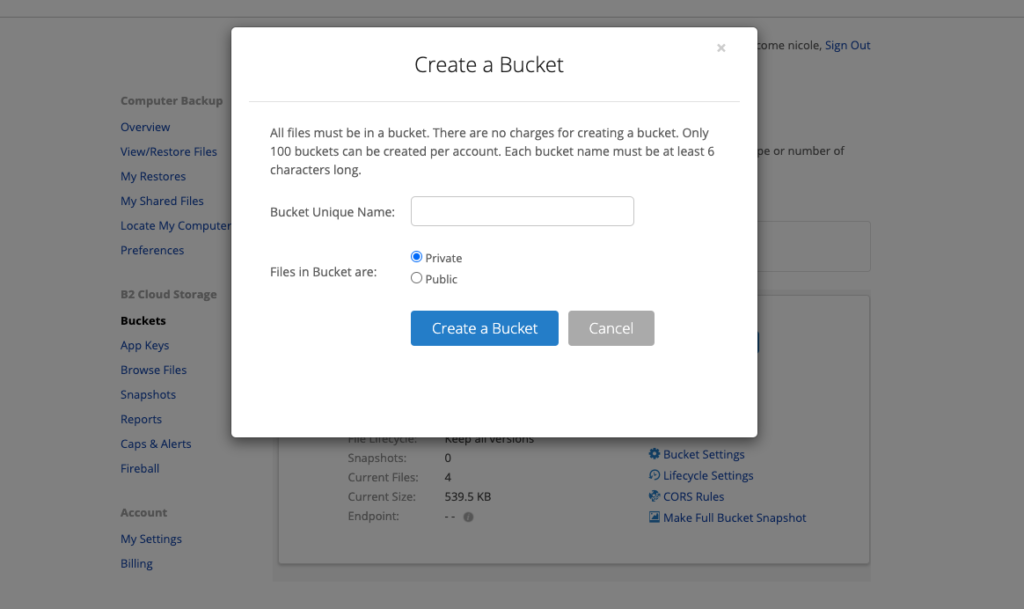 come nicole, Sign Out
Create a Bucket
×
All files must be in a bucket. There are no charges for creating a bucket. Only
100 buckets can be created per account. Each bucket name must be at least 6
characters long.
Bucket Unique Name:
Files in Bucket are:
Private
Public
Create a Bucket
Cancel
Computer Backup
Overview
View/Restore Files
My Restores
My Shared Files
Locate My Computer
Preferences
B2 Cloud Storage
Buckets
App Keys
Browse Files
Snapshots
Reports
Caps & Alerts
Fireball
Account
My Settings
Billing
pe or number of
File Lifecycle: Keep all versions
Snapshots: 0
Current Files: 4
Current Size: 539.5 KB
Endpoint: - -
Bucket Settings
Lifecycle Settings
CORS Rules
Make Full Bucket Snapshot